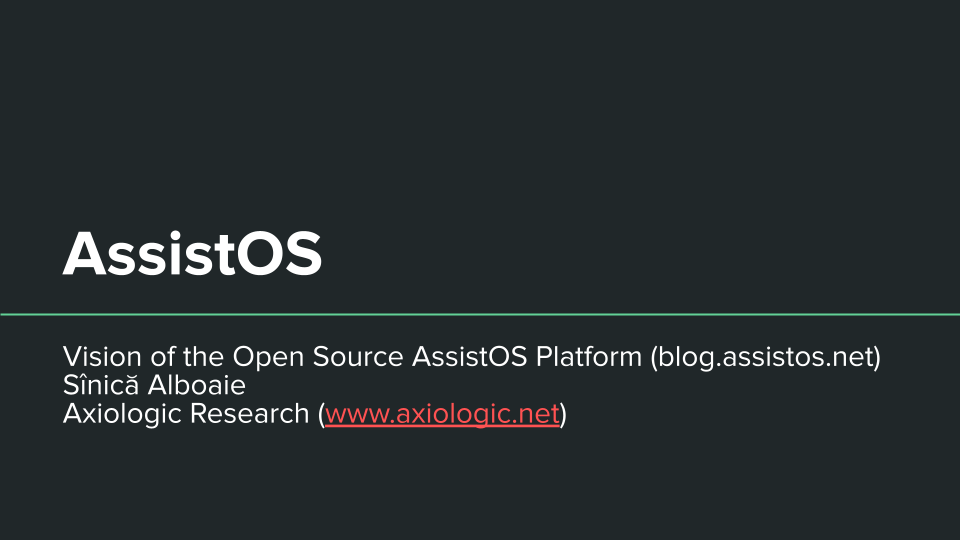 AssistOS
Vision of the Open Source AssistOS Platform (blog.assistos.net)
Sînică Alboaie
Axiologic Research (www.axiologic.net)